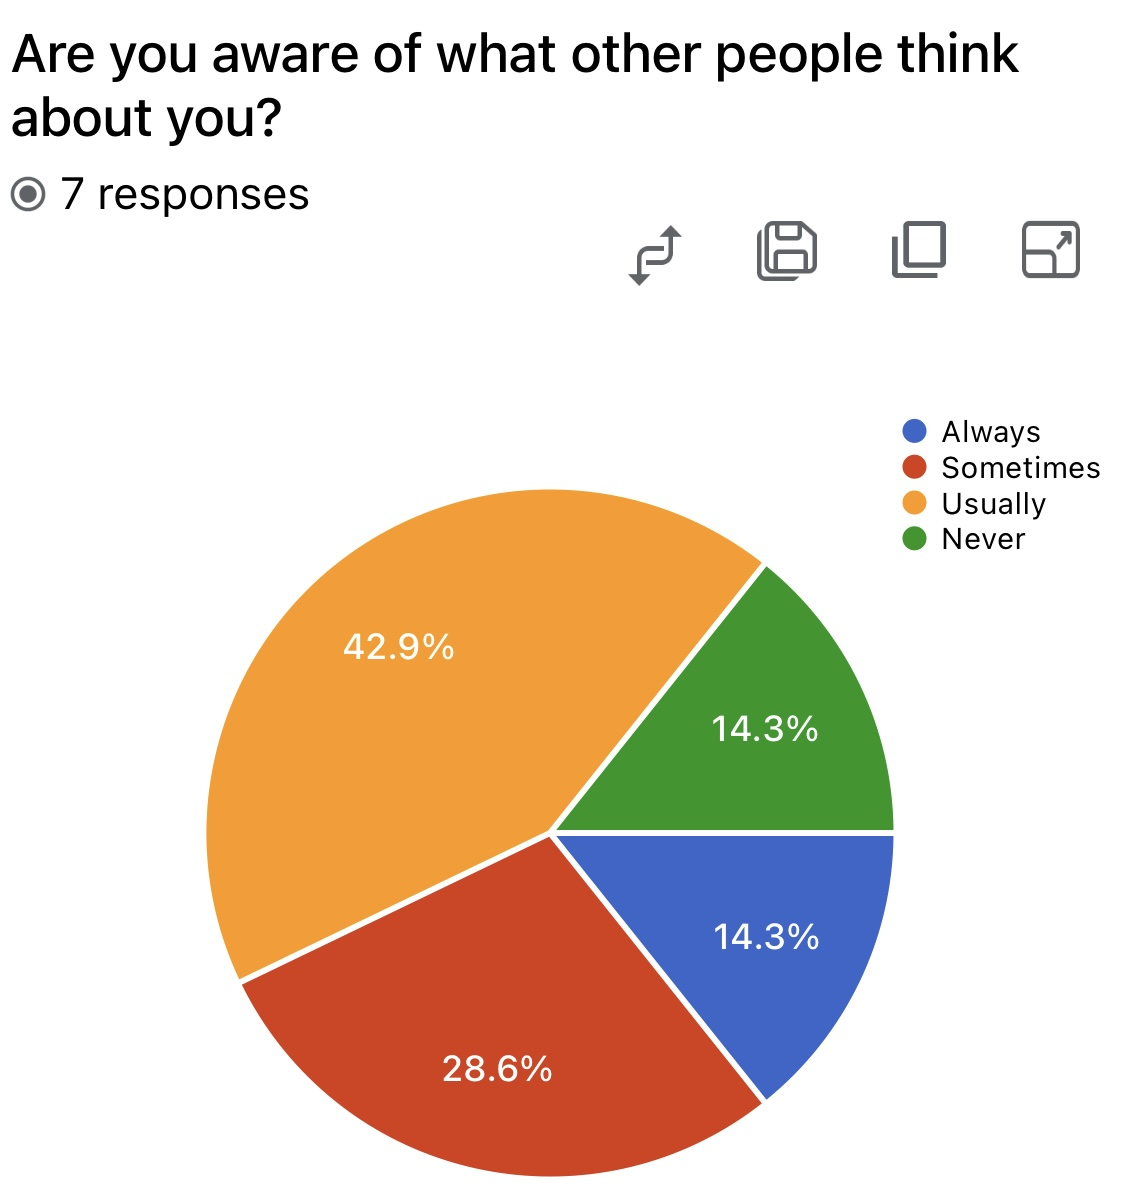 Are you aware of what other people think
about you?
7 responses
Always
Sometimes
Usually
Never
42.9%
14.3%
14.3%
28.6%